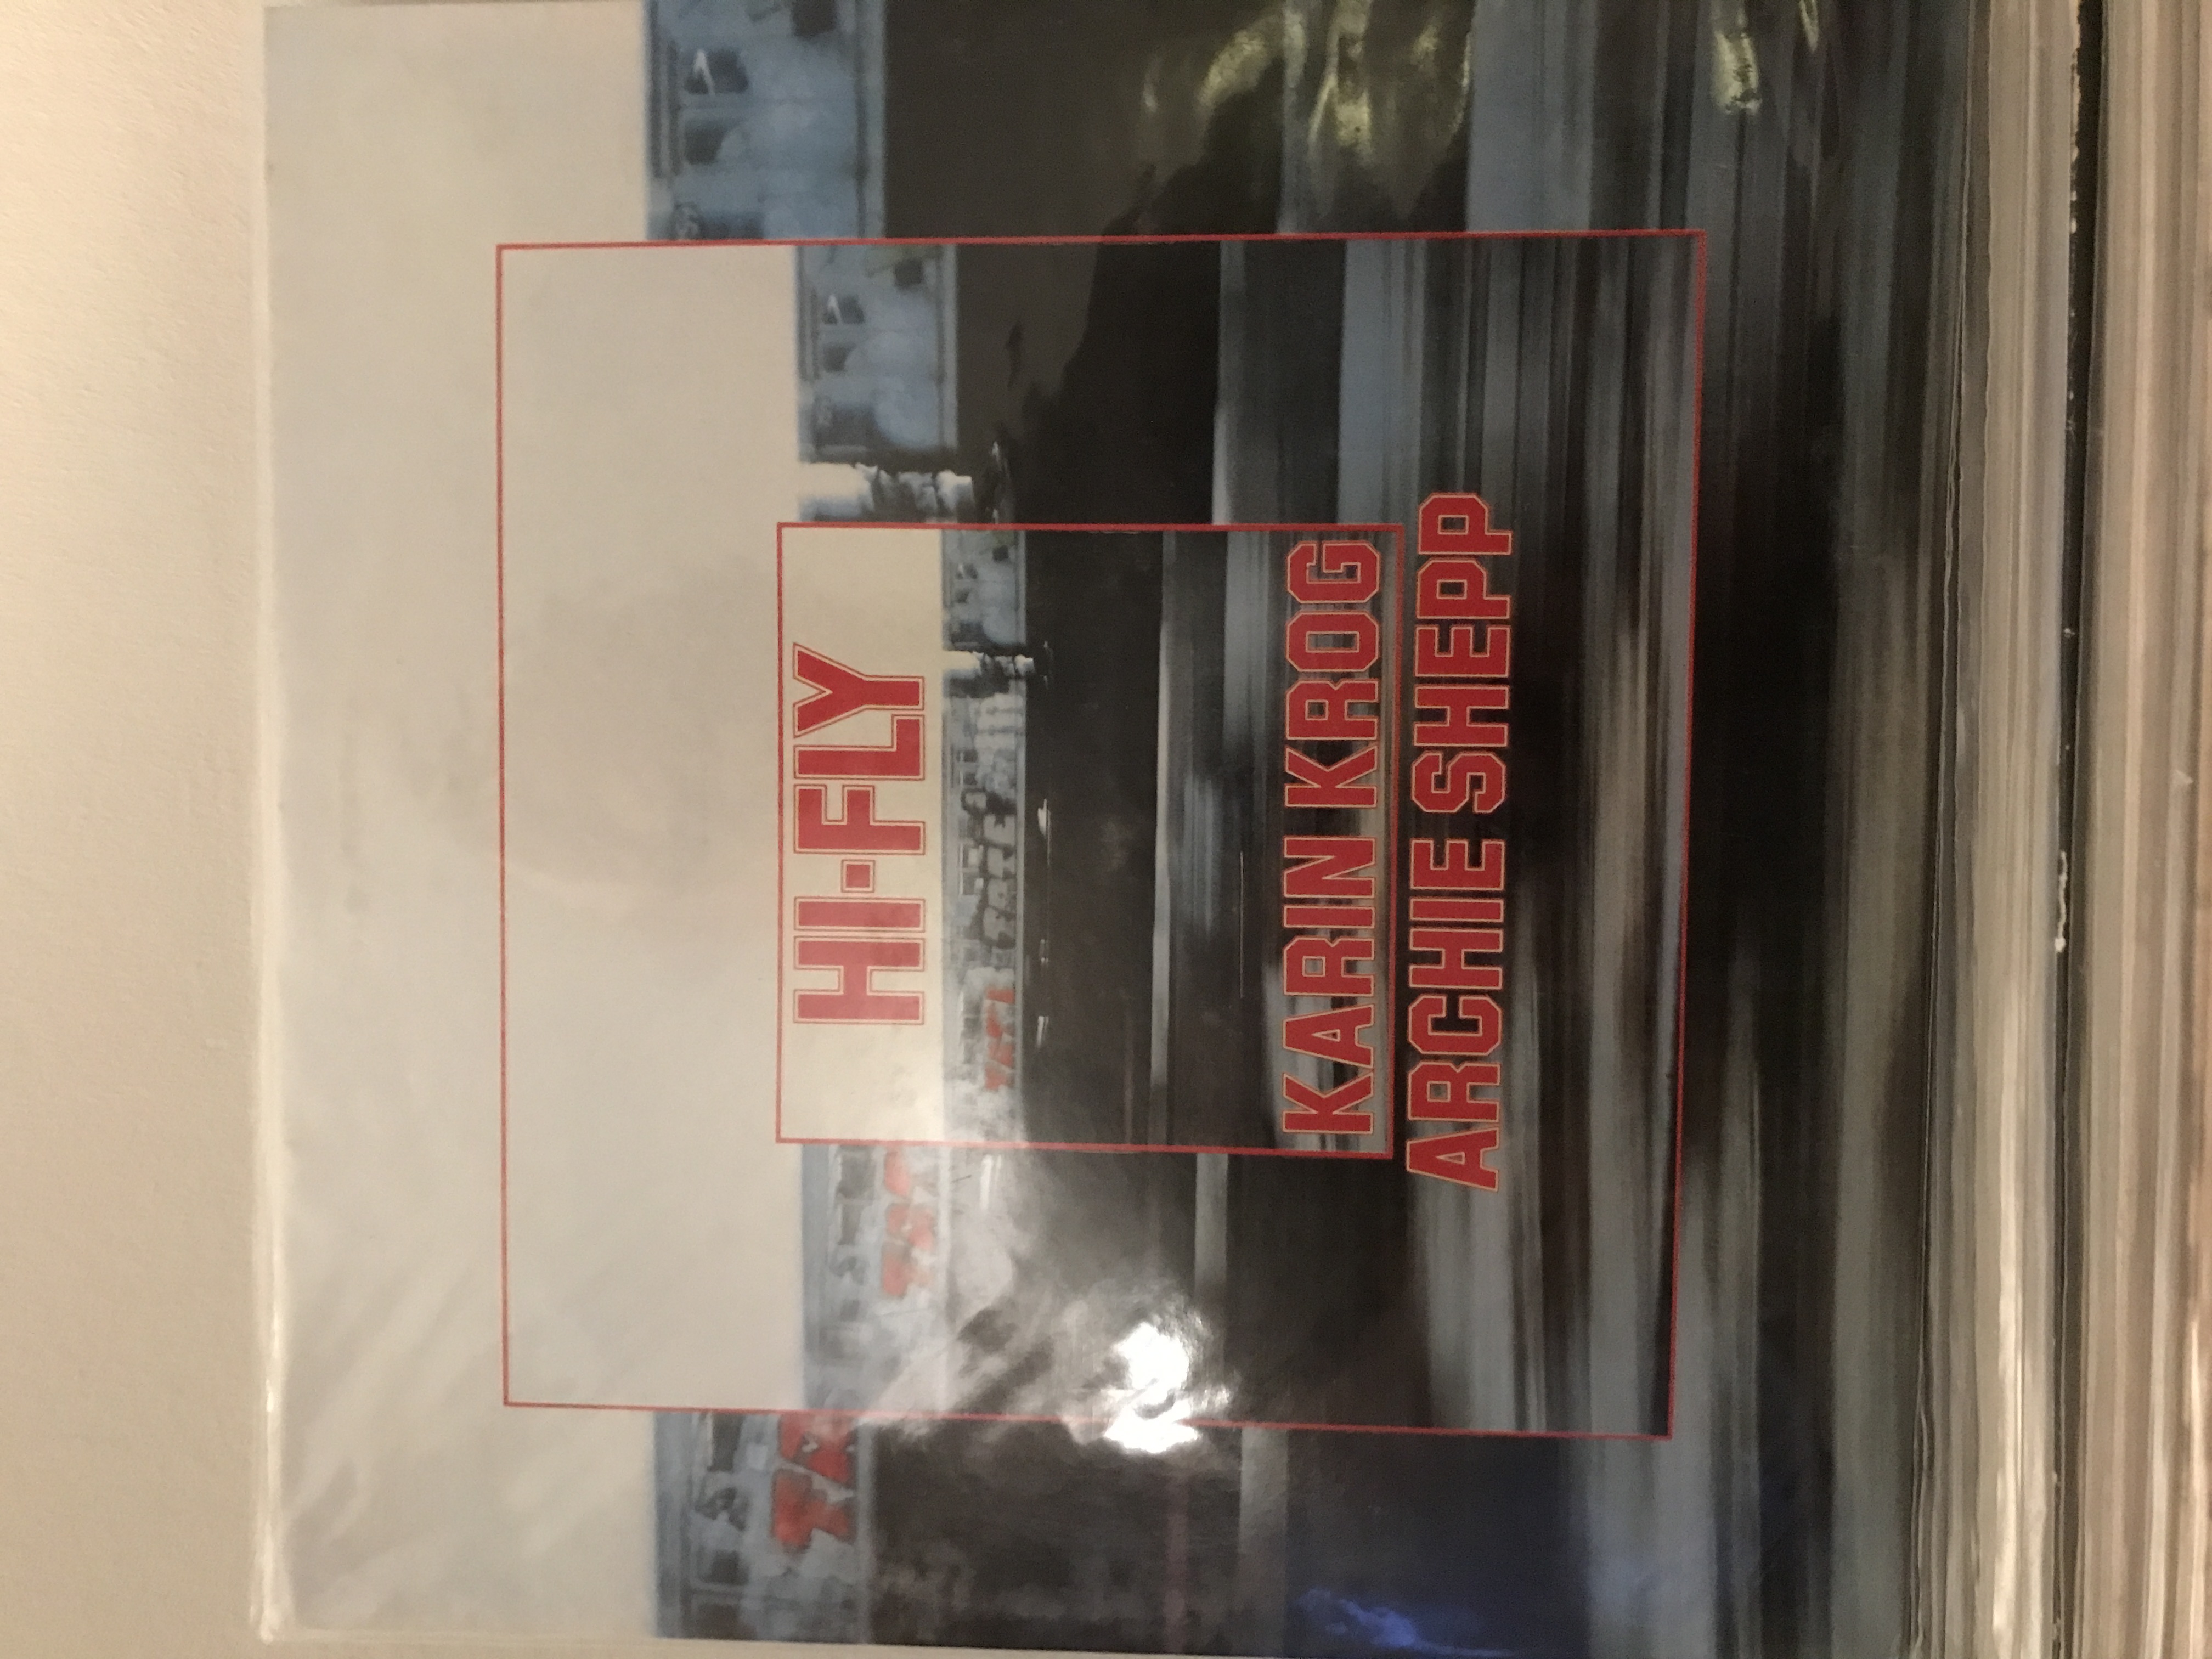 HI-FLY
KARIN KROG
ARCHIE SHEPP